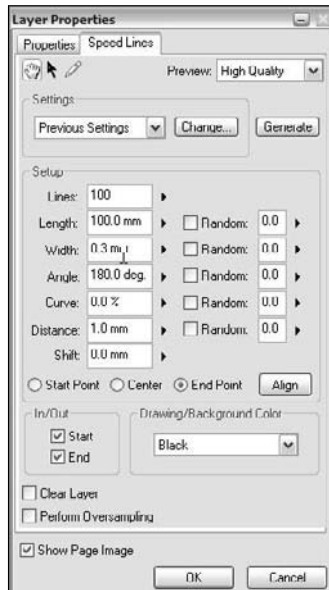 Layer Properties
Properties Speed Lines
Preview: High Quality
Settings
Previous Settings Change... Generate
Setup
Lines: 100
Length: 100.0 mm Random: 0.0
Width: 0.3 mm Random: 0.0
Angle: 180.0 deg. Random: 0.0
Curve: 0.0 % Random: 0.0
Distance: 1.0 mm Random: 0.0
Shift: 0.0 mm
Start Point Center End Point Align
In/Out Drawing/Background Color
Start
Black
End
Clear Layer
Perform Oversampling
Show Page Image
OK Cancel